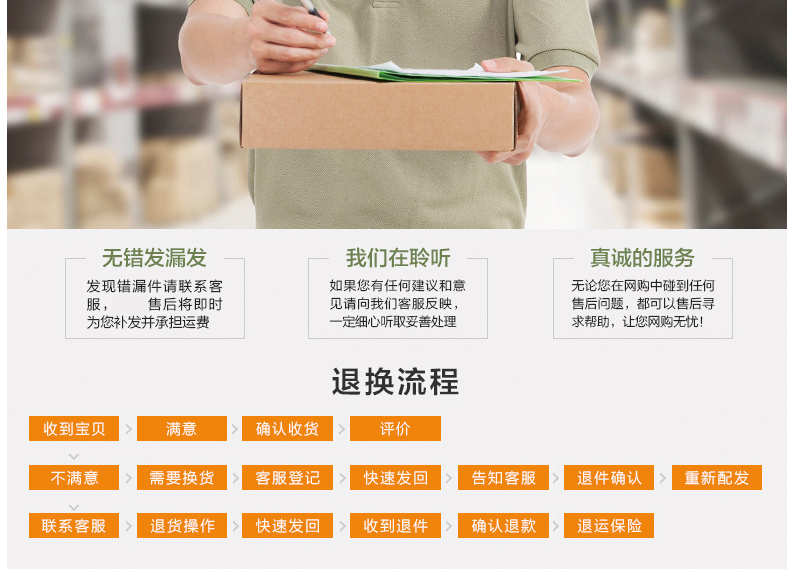 无错发漏发
发现错漏件请联系客
服， 售后将即时
为您补发并承担运费
我们在聆听
如果您有任何建议和意
见请向我们客服反映，
一定细心听取妥善处理
真诚的服务
无论您在网购中碰到任何
售后问题，都可以售后寻
求帮助，让您网购无忧！
退换流程
收到宝贝 满意 确认收货 评价
不满意 需要换货 客服登记 快速发回 告知客服 退件确认 重新配发
联系客服 退货操作 快速发回 收到退件 确认退款 退运保险